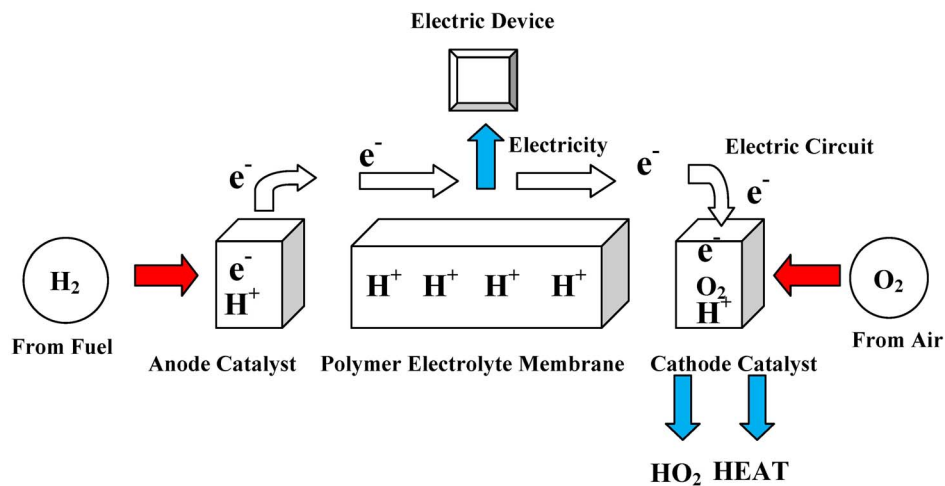 Electric Device
Electricity
Electric Circuit
e⁻ e⁻ e⁻ e⁻
H₂
e⁻
H⁺
H⁺ H⁺ H⁺ H⁺
e⁻
O₂
H⁺
O₂
From Fuel
From Air
Anode Catalyst
Polymer Electrolyte Membrane
Cathode Catalyst
HO₂ HEAT